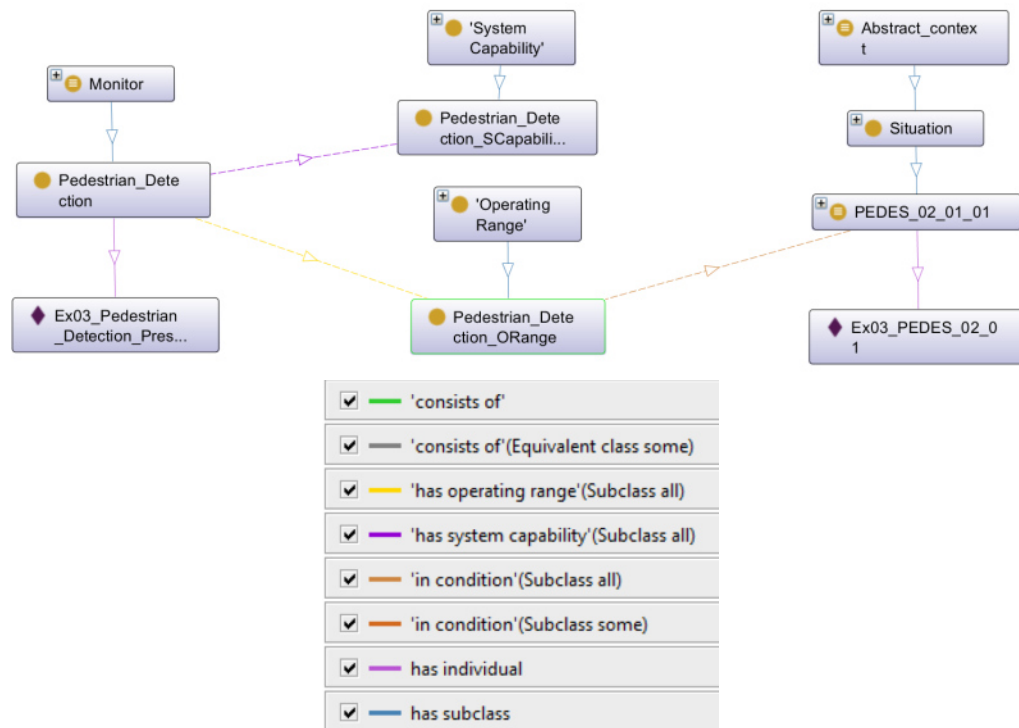 'System
Capability'
Abstract_contex
t
Monitor
Pedestrian_Dete
ction_SCapabili...
Situation
Pedestrian_Dete
ction
'Operating
Range'
PEDES_02_01_01
Ex03_Pedestrian
_Detection_Pres...
Pedestrian_Dete
ction_ORange
Ex03_PEDES_02_0
1
'consists of'
'consists of'(Equivalent class some)
'has operating range'(Subclass all)
'has system capability'(Subclass all)
'in condition'(Subclass all)
'in condition'(Subclass some)
has individual
has subclass